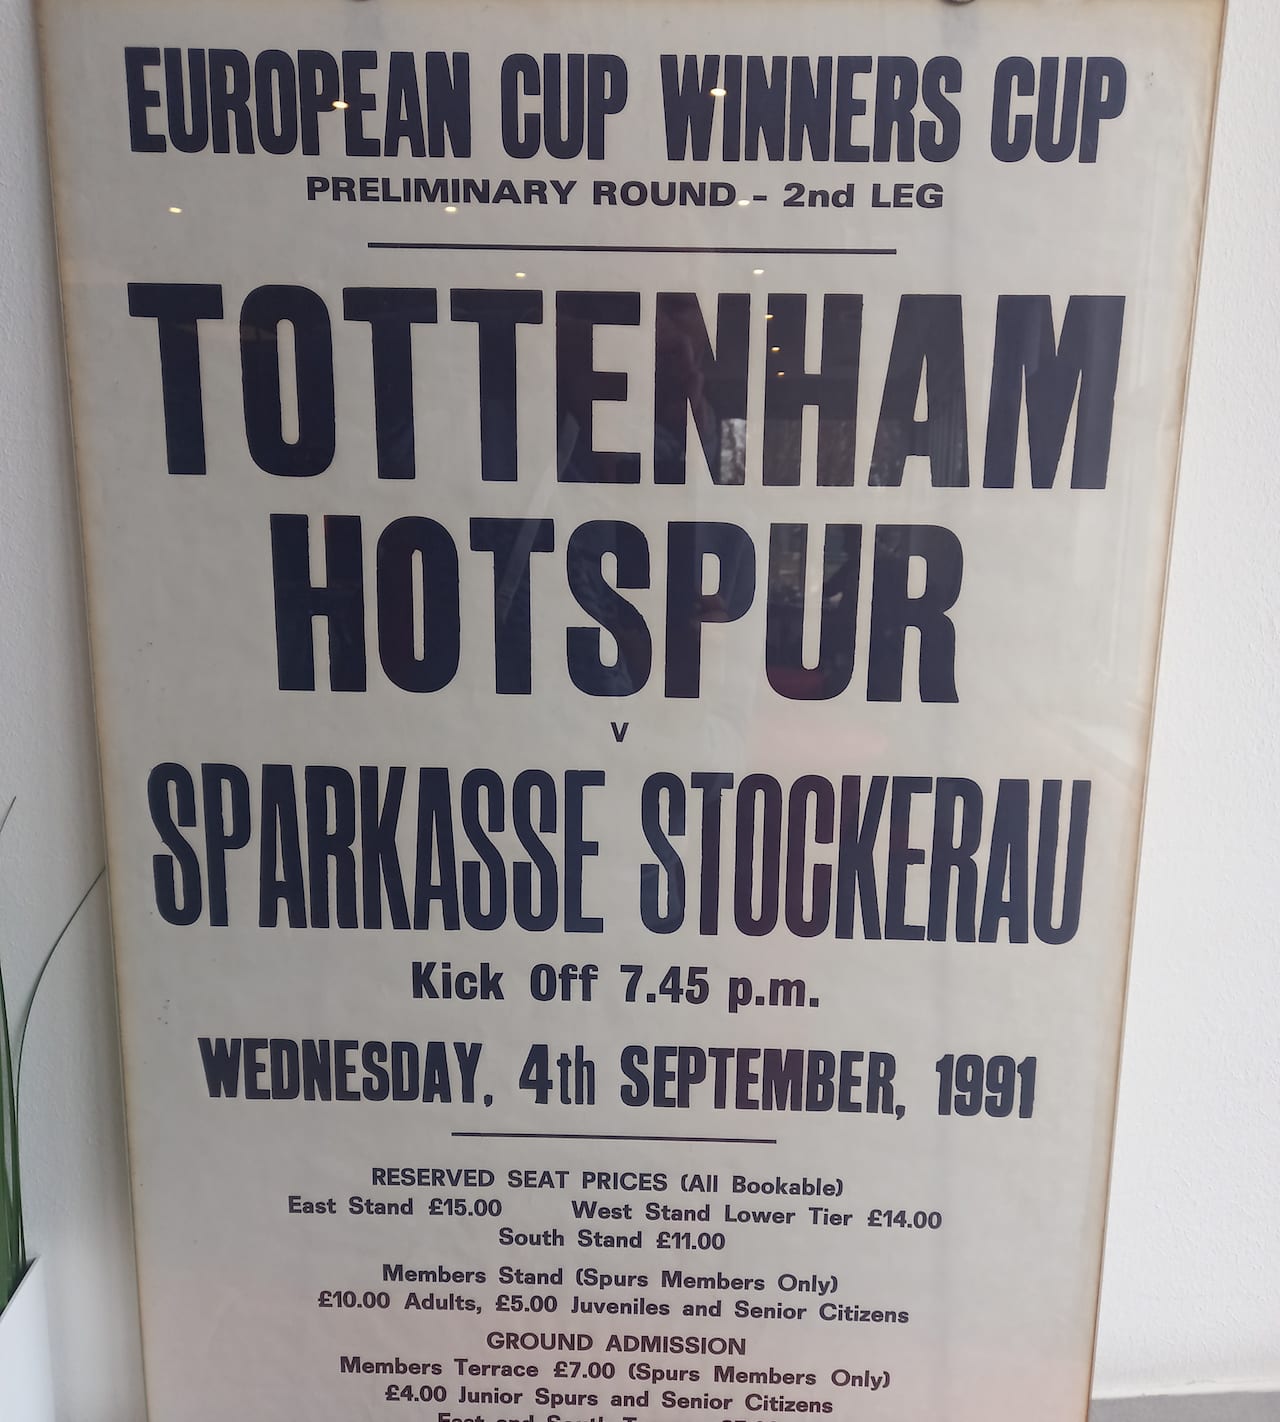 EUROPEAN CUP WINNERS CUP
PRELIMINARY ROUND - 2nd LEG
TOTTENHAM
HOTSPUR
v
SPARKASSE STOCKERAU
Kick Off 7.45 p.m.
WEDNESDAY, 4th SEPTEMBER, 1991
RESERVED SEAT PRICES (All Bookable)
East Stand £15.00 West Stand Lower Tier £14.00
South Stand £11.00
Members Stand (Spurs Members Only)
£10.00 Adults, £5.00 Juveniles and Senior Citizens
GROUND ADMISSION
Members Terrace £7.00 (Spurs Members Only)
£4.00 Junior Spurs and Senior Citizens
East and South